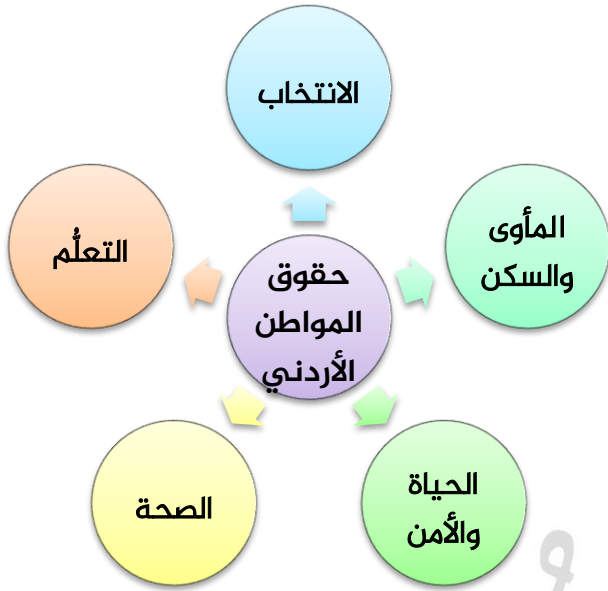 الانتخاب
المأوى
والسكن
التعلُّم
حقوق
المواطن
الأردني
الحياة
والأمن
الصحة